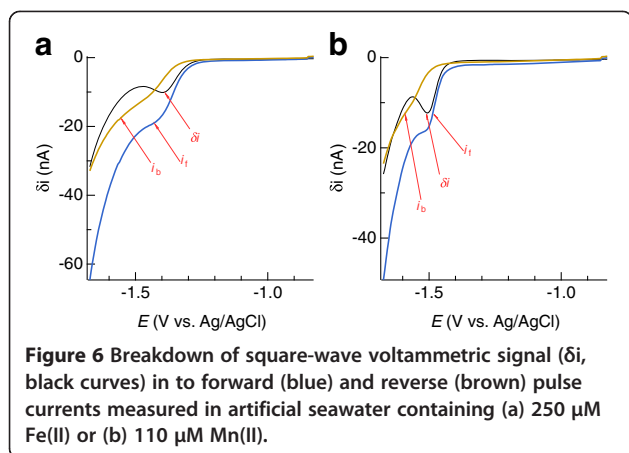 a
b
0
-20
-40
-60
δi (nA)
-1.5
-1.0
E (V vs. Ag/AgCl)
δi
i_b
i_f
0
-10
-20
-30
-40
δi (nA)
-1.5
-1.0
E (V vs. Ag/AgCl)
i_f
δi
i_b
Figure 6 Breakdown of square-wave voltammetric signal (δi,
black curves) in to forward (blue) and reverse (brown) pulse
currents measured in artificial seawater containing (a) 250 μM
Fe(II) or (b) 110 μM Mn(II).